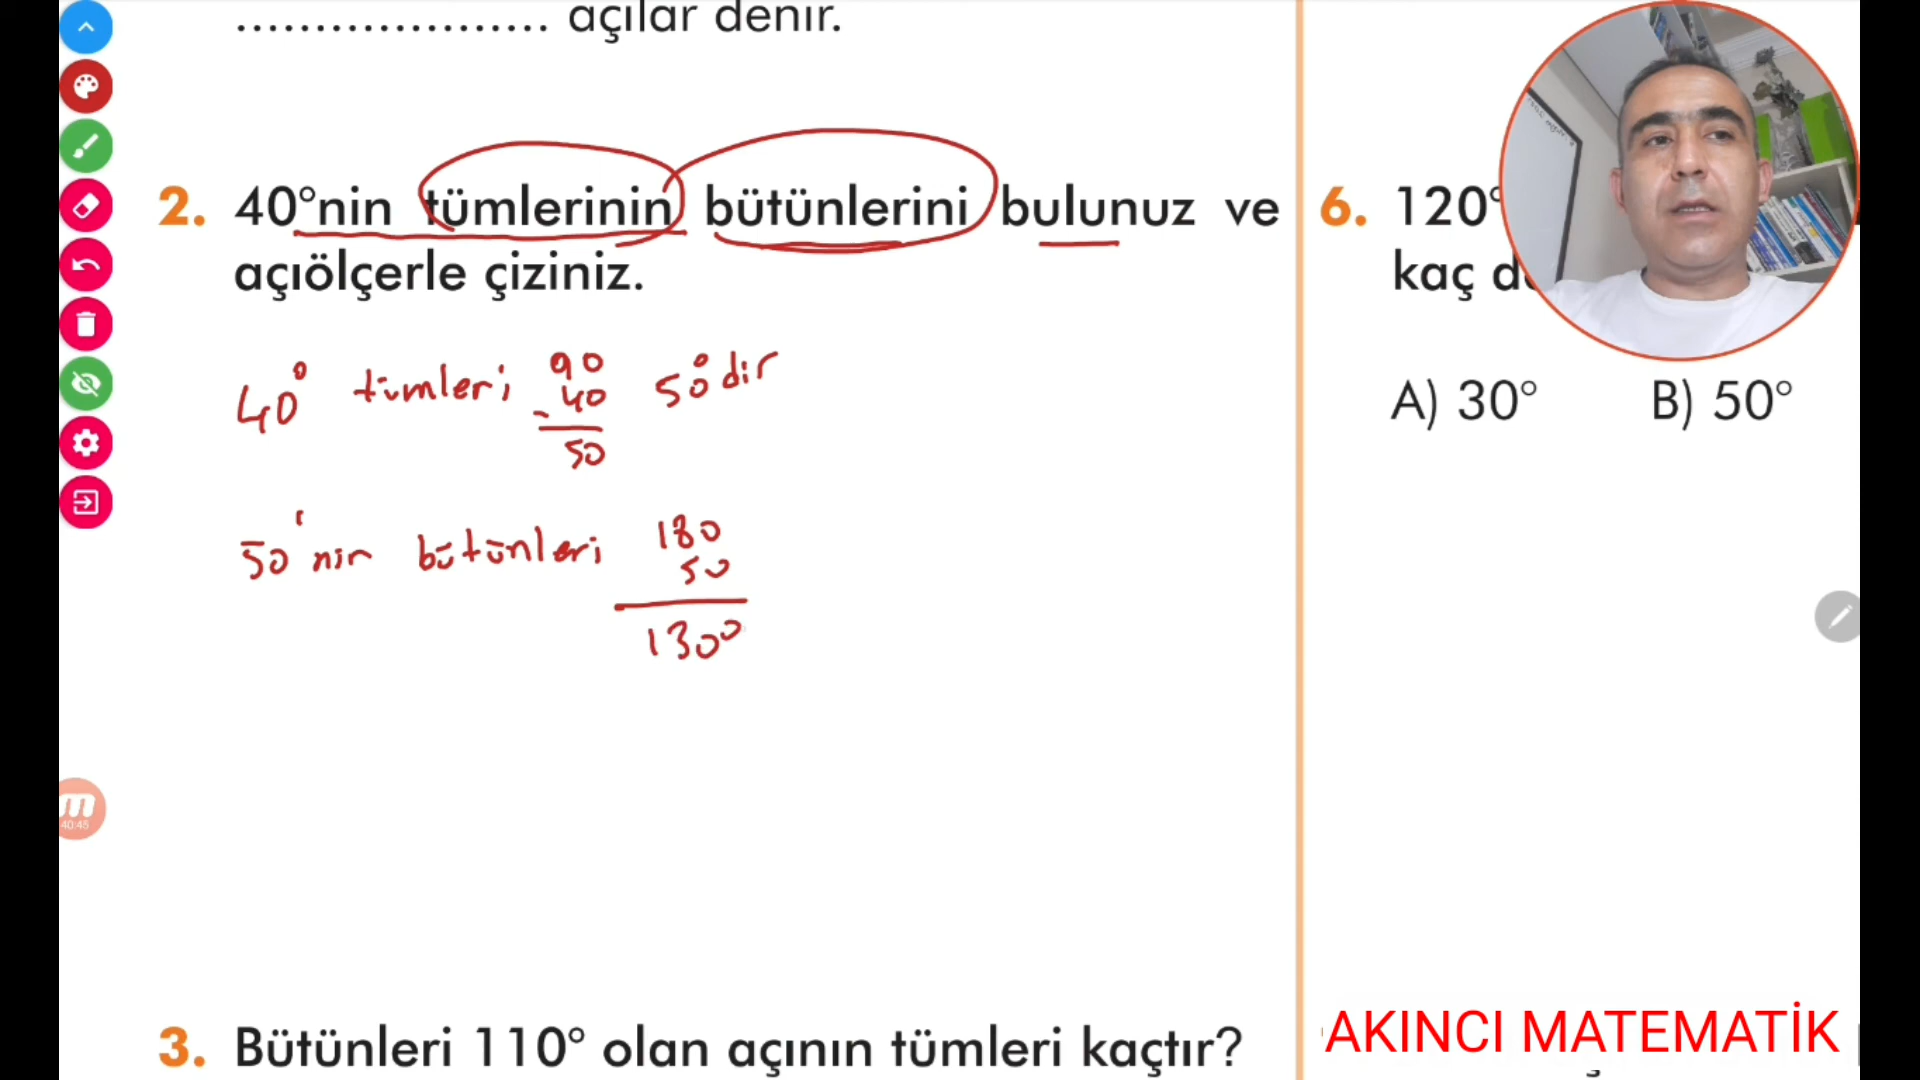 .................... açılar denir.
2. 40°nin tümlerinin bütünlerini bulunuz ve
açıölçerle çiziniz.
40° tümleri 90 50° dir
- 40
50
50'nin bütünleri 180
50
130°
3. Bütünleri 110° olan açının tümleri kaçtır?
6. 120°
kaç
A) 30° B) 50°
AKINCI MATEMATİK
40:45